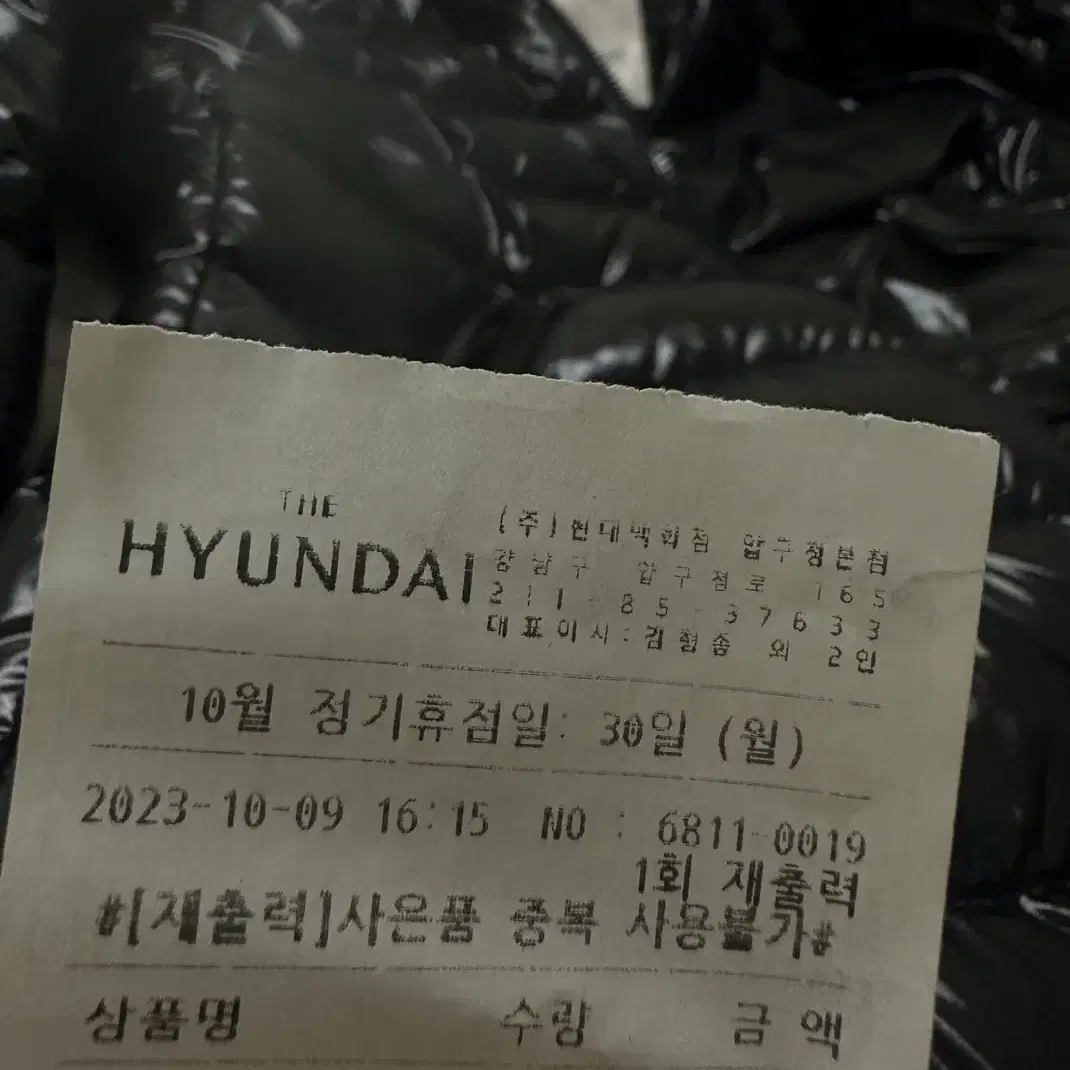 THE
HYUNDAI
(주)현대백화점 압구정본점
강남구 압구정로 165
211-85-37633
대표이사:김형종 외 2인
10월 정기휴점일: 30일 (월)
2023-10-09 16:15 NO : 6811-0019
1회 재출력
#[재출력]사은품 중복 사용불가#
상품명 수량 금액